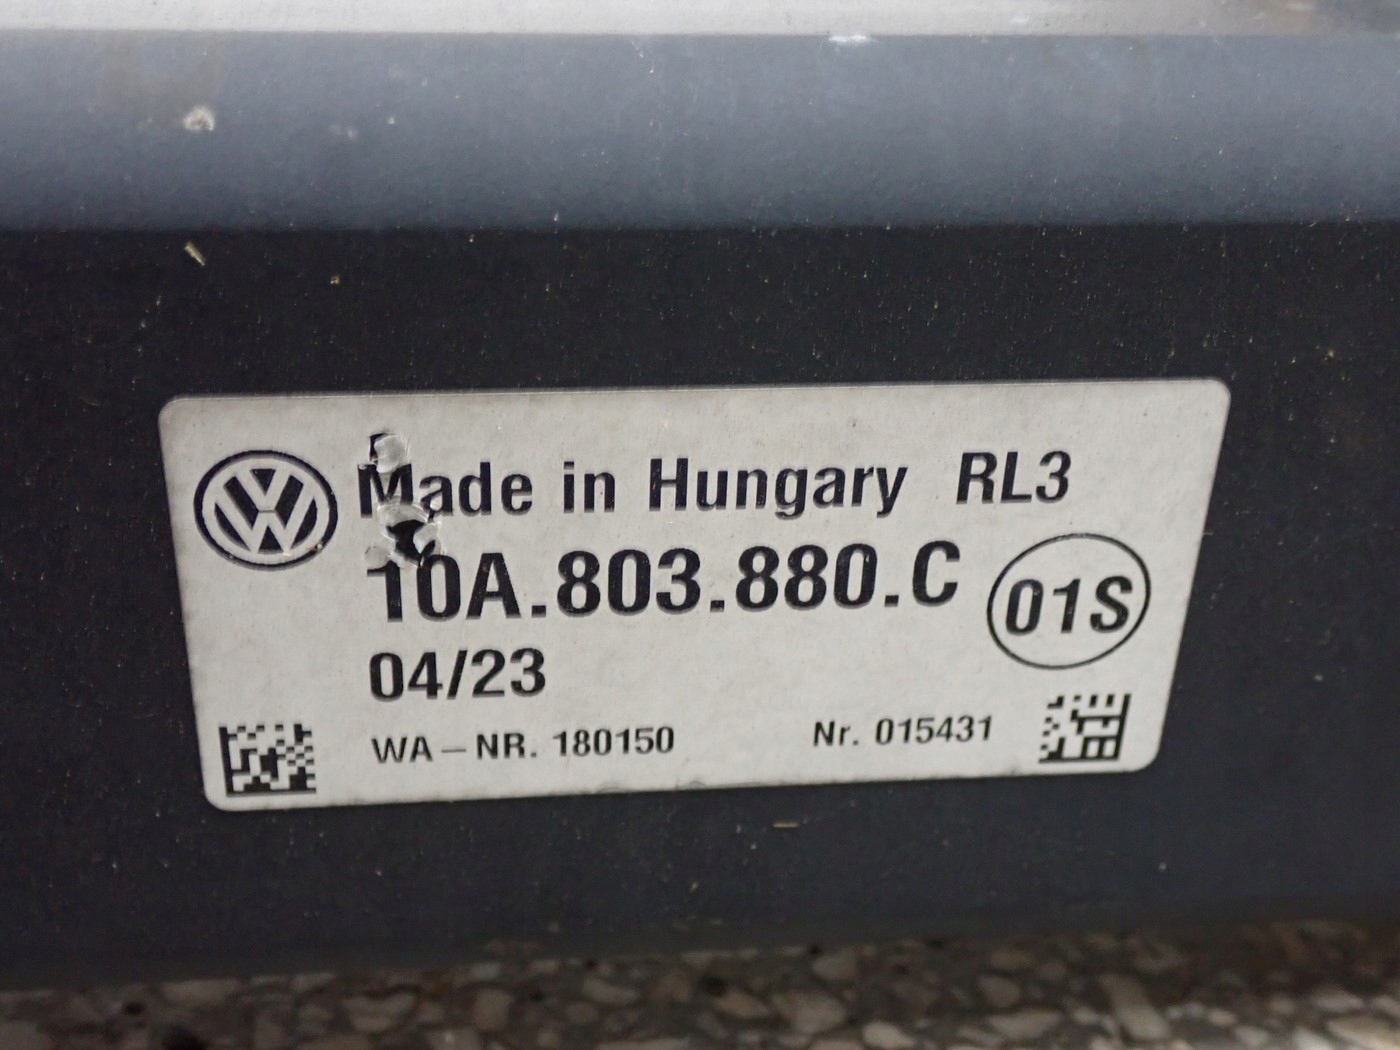 Made in Hungary RL3
10A.803.880.C
01S
04/23
WA-NR. 180150 Nr. 015431